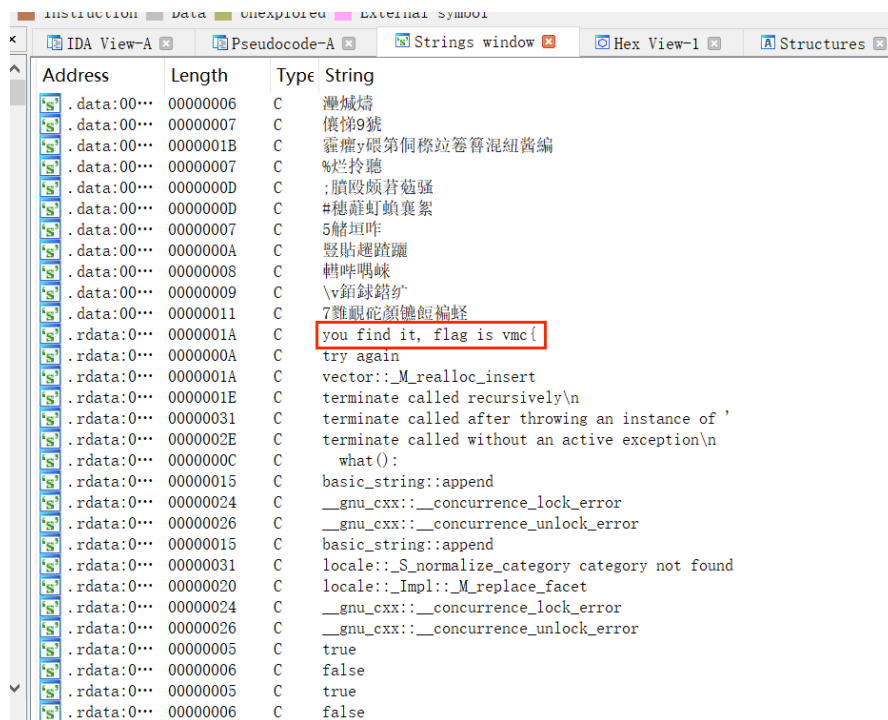 Instruction Data Unexplored External symbol
IDA View-A Pseudocode-A Strings window Hex View-1 Structures
Address Length Type String
.data:00… 00000006 C
.data:00… 00000007 C 儴悌9猇
.data:00… 0000001B C
.data:00… 00000007 C %烂拎聽
.data:00… 0000000D C
.data:00… 0000000D C
.data:00… 00000007 C 5觰垣咋
.data:00… 0000000A C
.data:00… 00000008 C
.data:00… 00000009 C
.data:00… 00000011 C
.rdata:0… 0000001A C you find it, flag is vmc{
.rdata:0… 0000000A C try again
.rdata:0… 0000001A C vector::_M_realloc_insert
.rdata:0… 0000001E C terminate called recursively\n
.rdata:0… 00000031 C terminate called after throwing an instance of '
.rdata:0… 0000002E C terminate called without an active exception\n
.rdata:0… 0000000C C what():
.rdata:0… 00000015 C basic_string::append
.rdata:0… 00000024 C __gnu_cxx::__concurrence_lock_error
.rdata:0… 00000026 C __gnu_cxx::__concurrence_unlock_error
.rdata:0… 00000015 C basic_string::append
.rdata:0… 00000031 C locale::_S_normalize_category category not found
.rdata:0… 00000020 C locale::_Impl::_M_replace_facet
.rdata:0… 00000024 C __gnu_cxx::__concurrence_lock_error
.rdata:0… 00000026 C __gnu_cxx::__concurrence_unlock_error
.rdata:0… 00000005 C true
.rdata:0… 00000006 C false
.rdata:0… 00000005 C true
.rdata:0… 00000006 C false